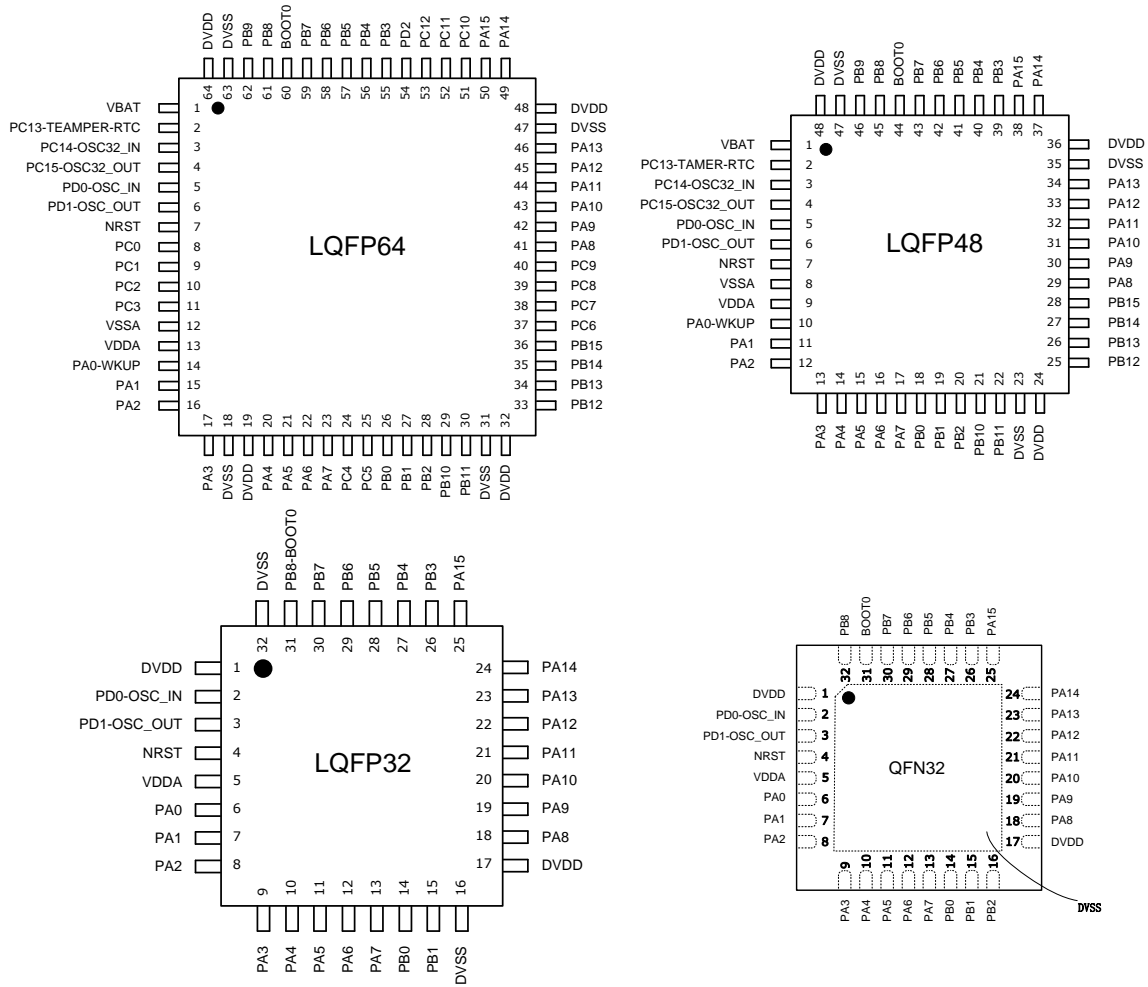 DVDD DVSS PB9 PB8 BOOT0 PB7 PB6 PB5 PB4 PB3 PD2 PC12 PC11 PC10 PA15 PA14
64 63 62 61 60 59 58 57 56 55 54 53 52 51 50 49
VBAT 1 48 DVDD
PC13-TEAMPER-RTC 2 47 DVSS
PC14-OSC32_IN 3 46 PA13
PC15-OSC32_OUT 4 45 PA12
PD0-OSC_IN 5 44 PA11
PD1-OSC_OUT 6 43 PA10
NRST 7 42 PA9
PC0 8 41 PA8
LQFP64
PC1 9 40 PC9
PC2 10 39 PC8
PC3 11 38 PC7
VSSA 12 37 PC6
VDDA 13 36 PB15
PA0-WKUP 14 35 PB14
PA1 15 34 PB13
PA2 16 33 PB12
17 18 19 20 21 22 23 24 25 26 27 28 29 30 31 32
PA3 DVSS DVDD PA4 PA5 PA6 PA7 PC4 PC5 PB0 PB1 PB2 PB10 PB11 DVSS DVDD
DVDD DVSS PB9 PB8 BOOT0 PB7 PB6 PB5 PB4 PB3 PA15 PA14
48 47 46 45 44 43 42 41 40 39 38 37
VBAT 1 36 DVDD
PC13-TAMER-RTC 2 35 DVSS
PC14-OSC32_IN 3 34 PA13
PC15-OSC32_OUT 4 33 PA12
PD0-OSC_IN 5 32 PA11
PD1-OSC_OUT 6 31 PA10
LQFP48
NRST 7 30 PA9
VSSA 8 29 PA8
VDDA 9 28 PB15
PA0-WKUP 10 27 PB14
PA1 11 26 PB13
PA2 12 25 PB12
13 14 15 16 17 18 19 20 21 22 23 24
PA3 PA4 PA5 PA6 PA7 PB0 PB1 PB2 PB10 PB11 DVSS DVDD
DVSS PB8-BOOT0 PB7 PB6 PB5 PB4 PB3 PA15
32 31 30 29 28 27 26 25
DVDD 1 24 PA14
PD0-OSC_IN 2 23 PA13
PD1-OSC_OUT 3 22 PA12
NRST 4 21 PA11
LQFP32
VDDA 5 20 PA10
PA0 6 19 PA9
PA1 7 18 PA8
PA2 8 17 DVDD
9 10 11 12 13 14 15 16
PA3 PA4 PA5 PA6 PA7 PB0 PB1 DVSS
PB8 BOOT0 PB7 PB6 PB5 PB4 PB3 PA15
32 31 30 29 28 27 26 25
DVDD 1 24 PA14
PD0-OSC_IN 2 23 PA13
PD1-OSC_OUT 3 22 PA12
NRST 4 21 PA11
QFN32
VDDA 5 20 PA10
PA0 6 19 PA9
PA1 7 18 PA8
PA2 8 17 DVDD
9 10 11 12 13 14 15 16
PA3 PA4 PA5 PA6 PA7 PB0 PB1 PB2
DVSS